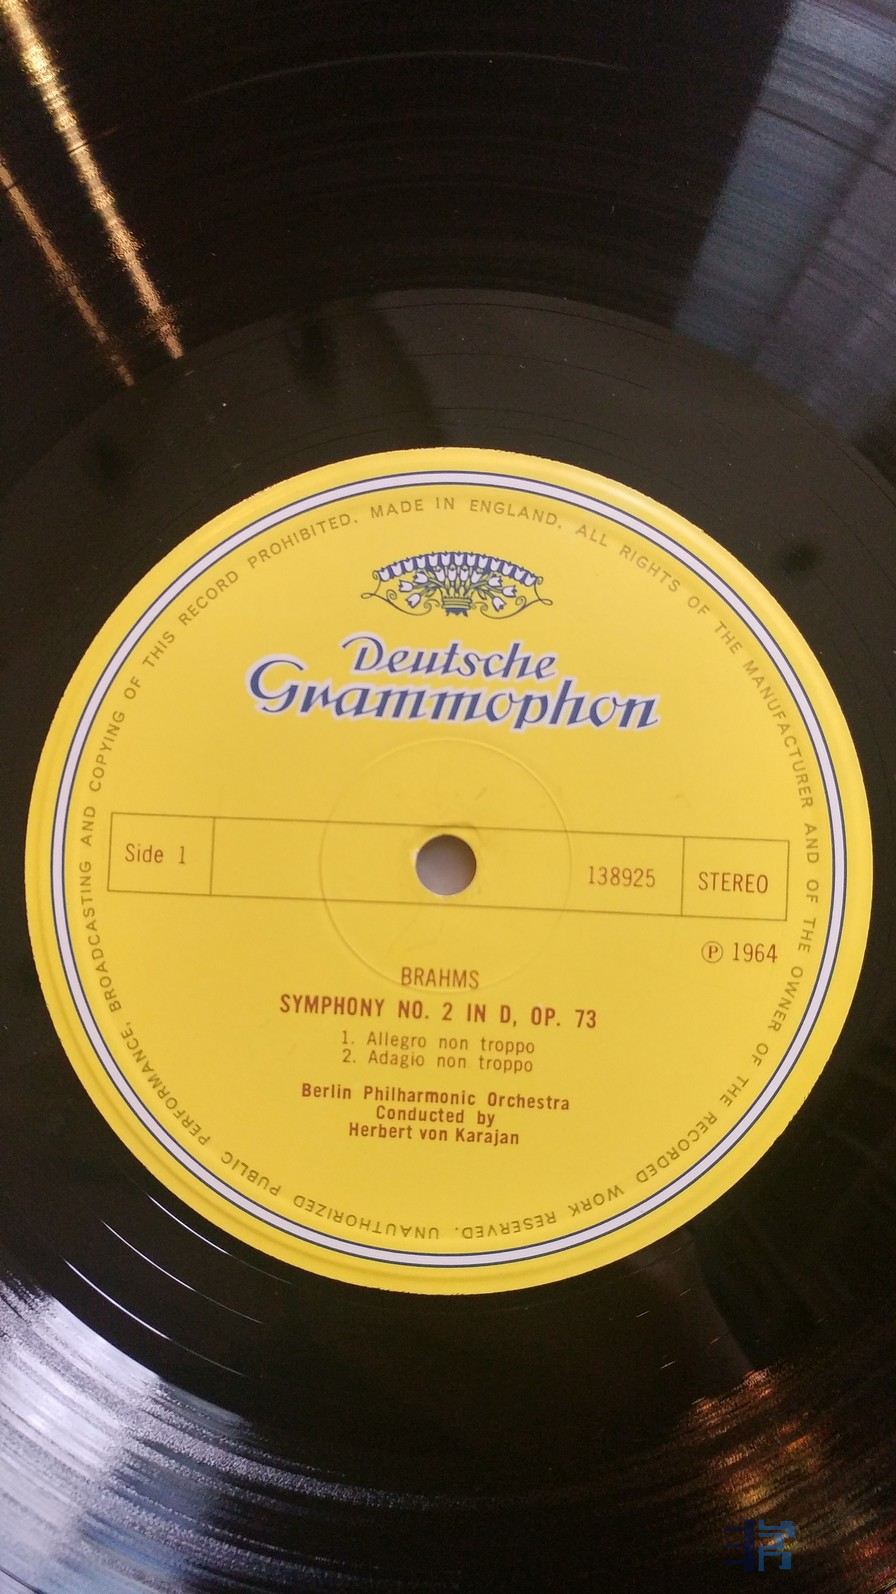 Deutsche
Grammophon
Side 1
138925
STEREO
℗ 1964
BRAHMS
SYMPHONY NO. 2 IN D, OP. 73
1. Allegro non troppo
2. Adagio non troppo
Berlin Philharmonic Orchestra
Conducted by
Herbert von Karajan
MADE IN ENGLAND. ALL RIGHTS OF THE MANUFACTURER AND OF THE OWNER OF THE RECORDED WORK RESERVED. UNAUTHORIZED PUBLIC PERFORMANCE, BROADCASTING AND COPYING OF THIS RECORD PROHIBITED.